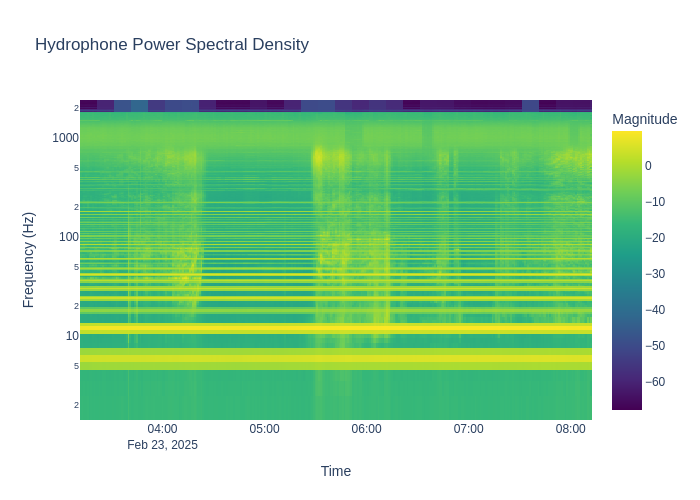 Hydrophone Power Spectral Density
Magnitude
2
1000
5
2
100
5
2
10
5
2
Frequency (Hz)
0
−10
−20
−30
−40
−50
−60
04:00 05:00 06:00 07:00 08:00
Feb 23, 2025
Time